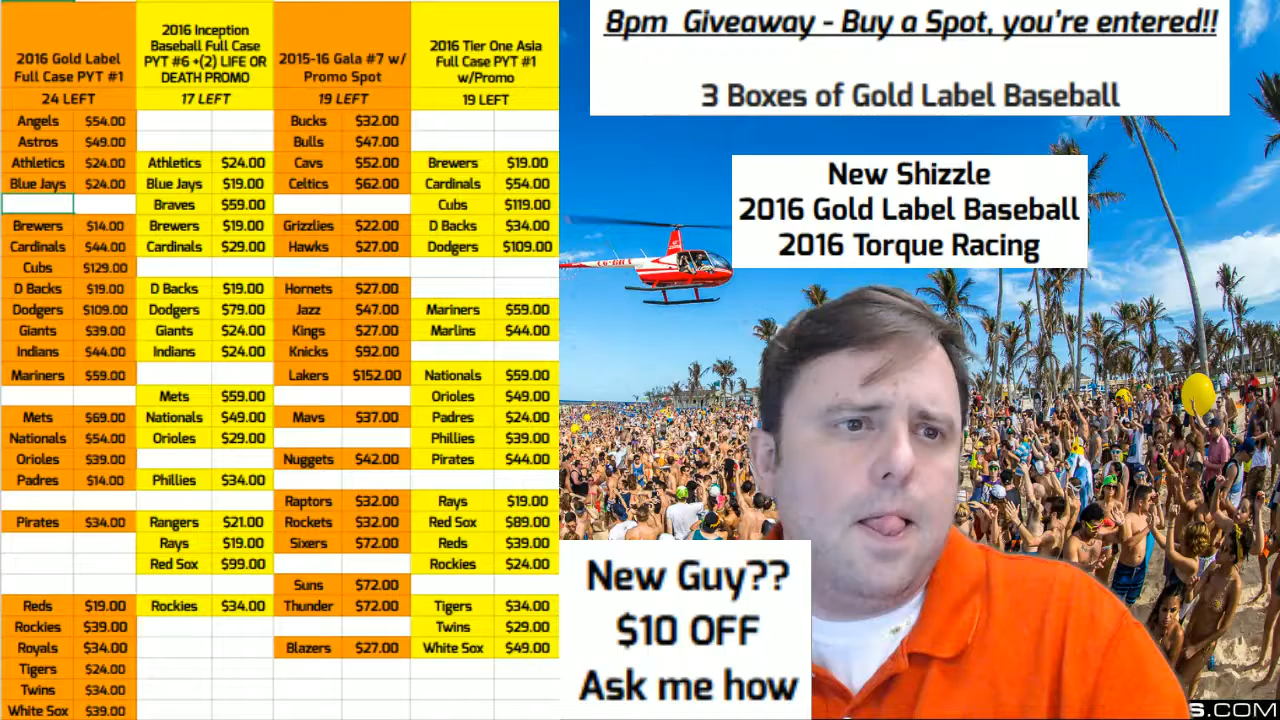 2016 Gold Label
Full Case PYT #1
24 LEFT
Angels $54.00
Astros $49.00
Athletics $24.00
Blue Jays $24.00
Brewers $14.00
Cardinals $44.00
Cubs $129.00
D Backs $19.00
Dodgers $109.00
Giants $39.00
Indians $44.00
Mariners $59.00
Mets $69.00
Nationals $54.00
Orioles $39.00
Padres $14.00
Pirates $34.00
Reds $19.00
Rockies $39.00
Royals $34.00
Tigers $24.00
Twins $34.00
White Sox $39.00
2016 Inception
Baseball Full Case
PYT #6 +(2) LIFE OR
DEATH PROMO
17 LEFT
Athletics $24.00
Blue Jays $19.00
Braves $59.00
Brewers $19.00
Cardinals $29.00
D Backs $19.00
Dodgers $79.00
Giants $24.00
Indians $24.00
Mets $59.00
Nationals $49.00
Orioles $29.00
Phillies $34.00
Rangers $21.00
Rays $19.00
Red Sox $99.00
Rockies $34.00
2015-16 Gala #7 w/
Promo Spot
19 LEFT
Bucks $32.00
Bulls $47.00
Cavs $52.00
Celtics $62.00
Grizzlies $22.00
Hawks $27.00
Hornets $27.00
Jazz $47.00
Kings $27.00
Knicks $92.00
Lakers $152.00
Mavs $37.00
Nuggets $42.00
Raptors $32.00
Rockets $32.00
Sixers $72.00
Suns $72.00
Thunder $72.00
Blazers $27.00
2016 Tier One Asia
Full Case PYT #1
w/Promo
19 LEFT
Brewers $19.00
Cardinals $54.00
Cubs $119.00
D Backs $34.00
Dodgers $109.00
Mariners $59.00
Marlins $44.00
Nationals $59.00
Orioles $49.00
Padres $24.00
Phillies $39.00
Pirates $44.00
Rays $19.00
Red Sox $89.00
Reds $39.00
Rockies $24.00
Tigers $34.00
Twins $29.00
White Sox $49.00
8pm Giveaway - Buy a Spot, you're entered!!
3 Boxes of Gold Label Baseball
New Shizzle
2016 Gold Label Baseball
2016 Torque Racing
New Guy??
$10 OFF
Ask me how
S.COM